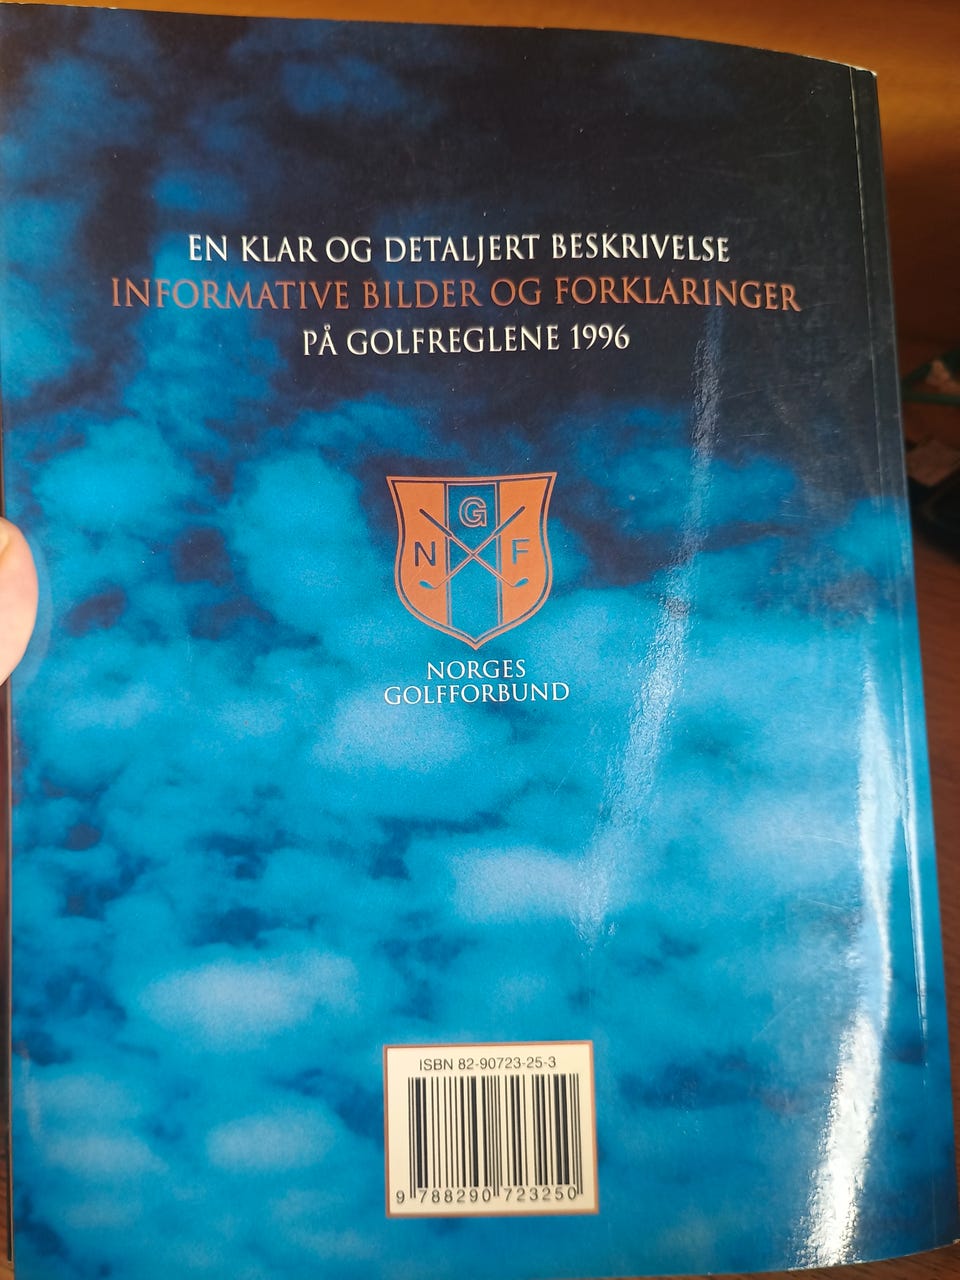 EN KLAR OG DETALJERT BESKRIVELSE
INFORMATIVE BILDER OG FORKLARINGER
PÅ GOLFREGLENE 1996
G
N F
NORGES
GOLFFORBUND
ISBN 82-90723-25-3
9 788290 723250